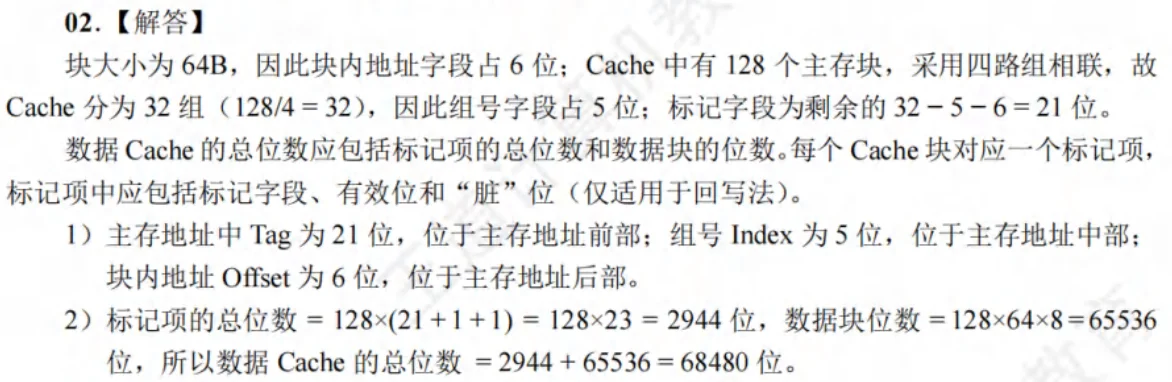 02.【解答】
块大小为 64B，因此块内地址字段占 6 位；Cache 中有 128 个主存块，采用四路组相联，故
Cache 分为 32 组（128/4 = 32），因此组号字段占 5 位；标记字段为剩余的 32 − 5 − 6 = 21 位。
数据 Cache 的总位数应包括标记项的总位数和数据块的位数。每个 Cache 块对应一个标记项，
标记项中应包括标记字段、有效位和“脏”位（仅适用于回写法）。
1）主存地址中 Tag 为 21 位，位于主存地址前部；组号 Index 为 5 位，位于主存地址中部；
块内地址 Offset 为 6 位，位于主存地址后部。
2）标记项的总位数 = 128×(21 + 1 + 1) = 128×23 = 2944 位，数据块位数 = 128×64×8 = 65536
位，所以数据 Cache 的总位数 = 2944 + 65536 = 68480 位。